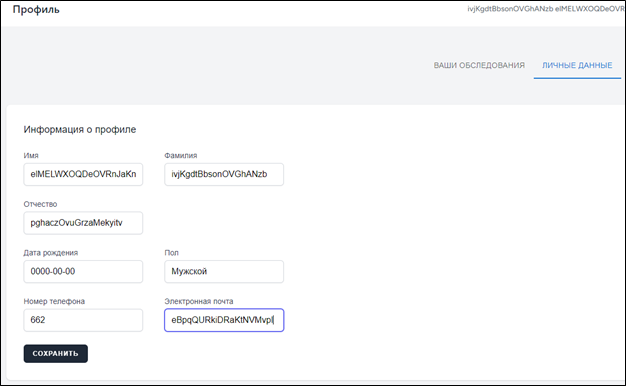 Профиль
ivjKgdtBbsonOVGhANzb elMELWXOQDeOVR
ВАШИ ОБСЛЕДОВАНИЯ
ЛИЧНЫЕ ДАННЫЕ
Информация о профиле
Имя
Фамилия
elMELWXOQDeOVRnJaKn
ivjKgdtBbsonOVGhANzb
Отчество
pghaczOvuGrzaMekyitv
Дата рождения
Пол
0000-00-00
Мужской
Номер телефона
Электронная почта
662
eBpqQURkiDRaKtNVMvpl
СОХРАНИТЬ